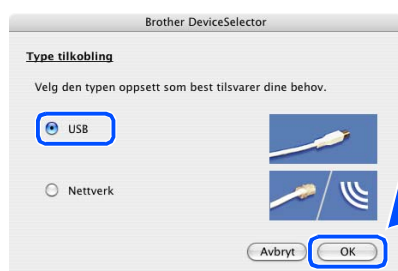 Brother DeviceSelector
Type tilkobling
Velg den typen oppsett som best tilsvarer dine behov.
USB
Nettverk
Avbryt OK